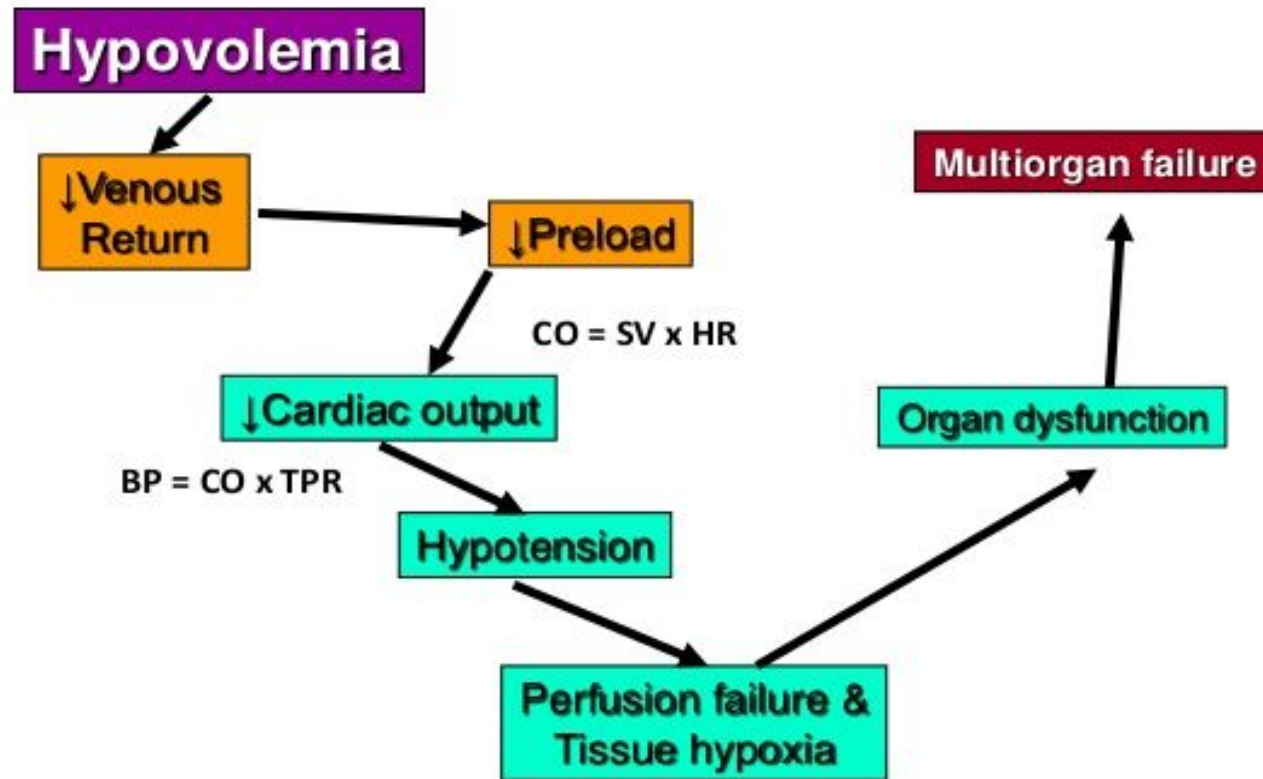 Hypovolemia
↓Venous
Return
↓Preload
CO = SV x HR
↓Cardiac output
BP = CO x TPR
Hypotension
Perfusion failure &
Tissue hypoxia
Organ dysfunction
Multiorgan failure